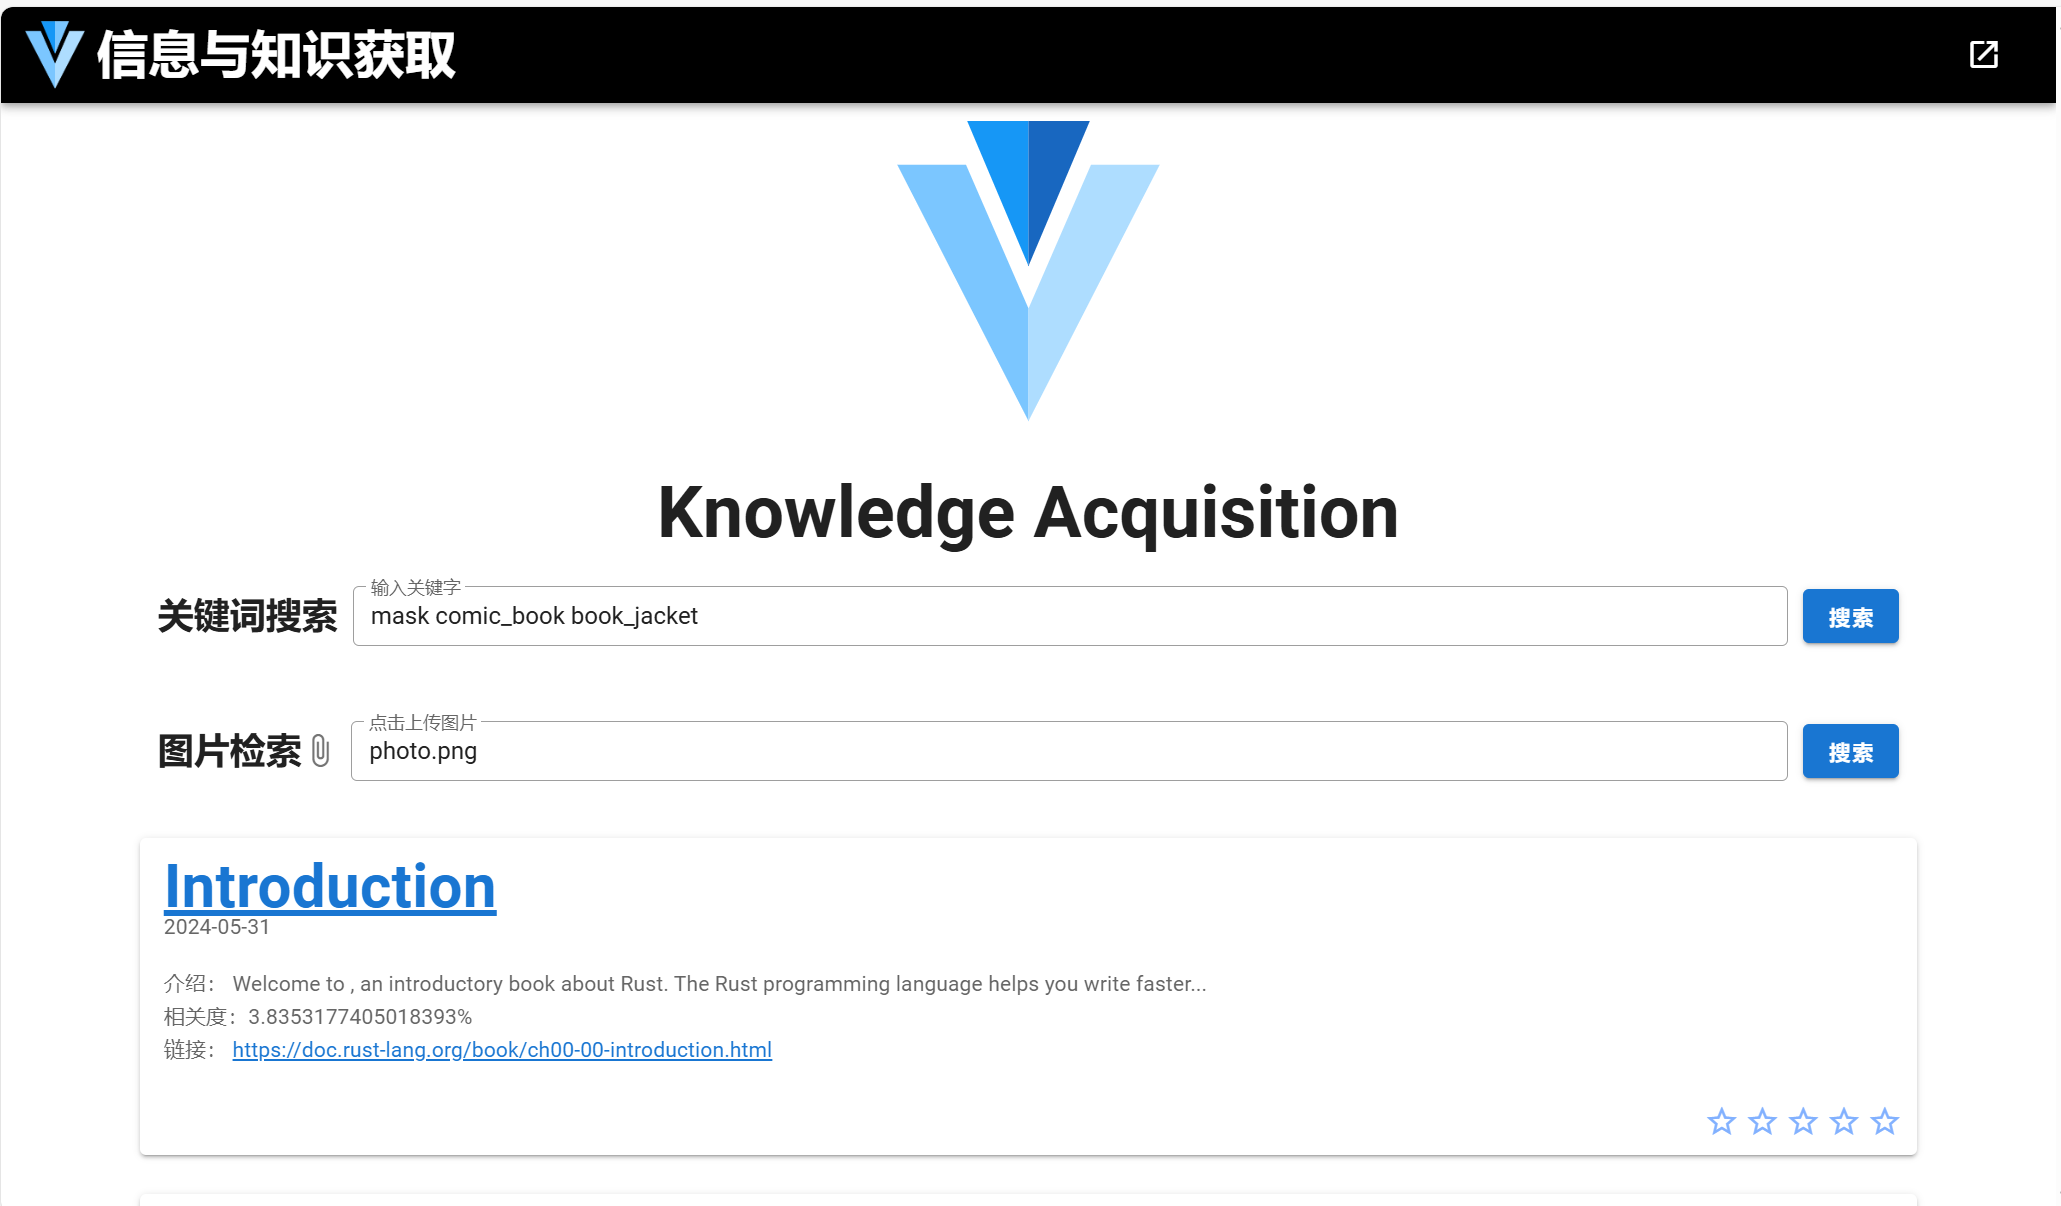 信息与知识获取
Knowledge Acquisition
关键词搜索
输入关键字
mask comic_book book_jacket
搜索
图片检索
点击上传图片
photo.png
搜索
Introduction
2024-05-31
介绍： Welcome to , an introductory book about Rust. The Rust programming language helps you write faster...
相关度：3.8353177405018393%
链接： https://doc.rust-lang.org/book/ch00-00-introduction.html